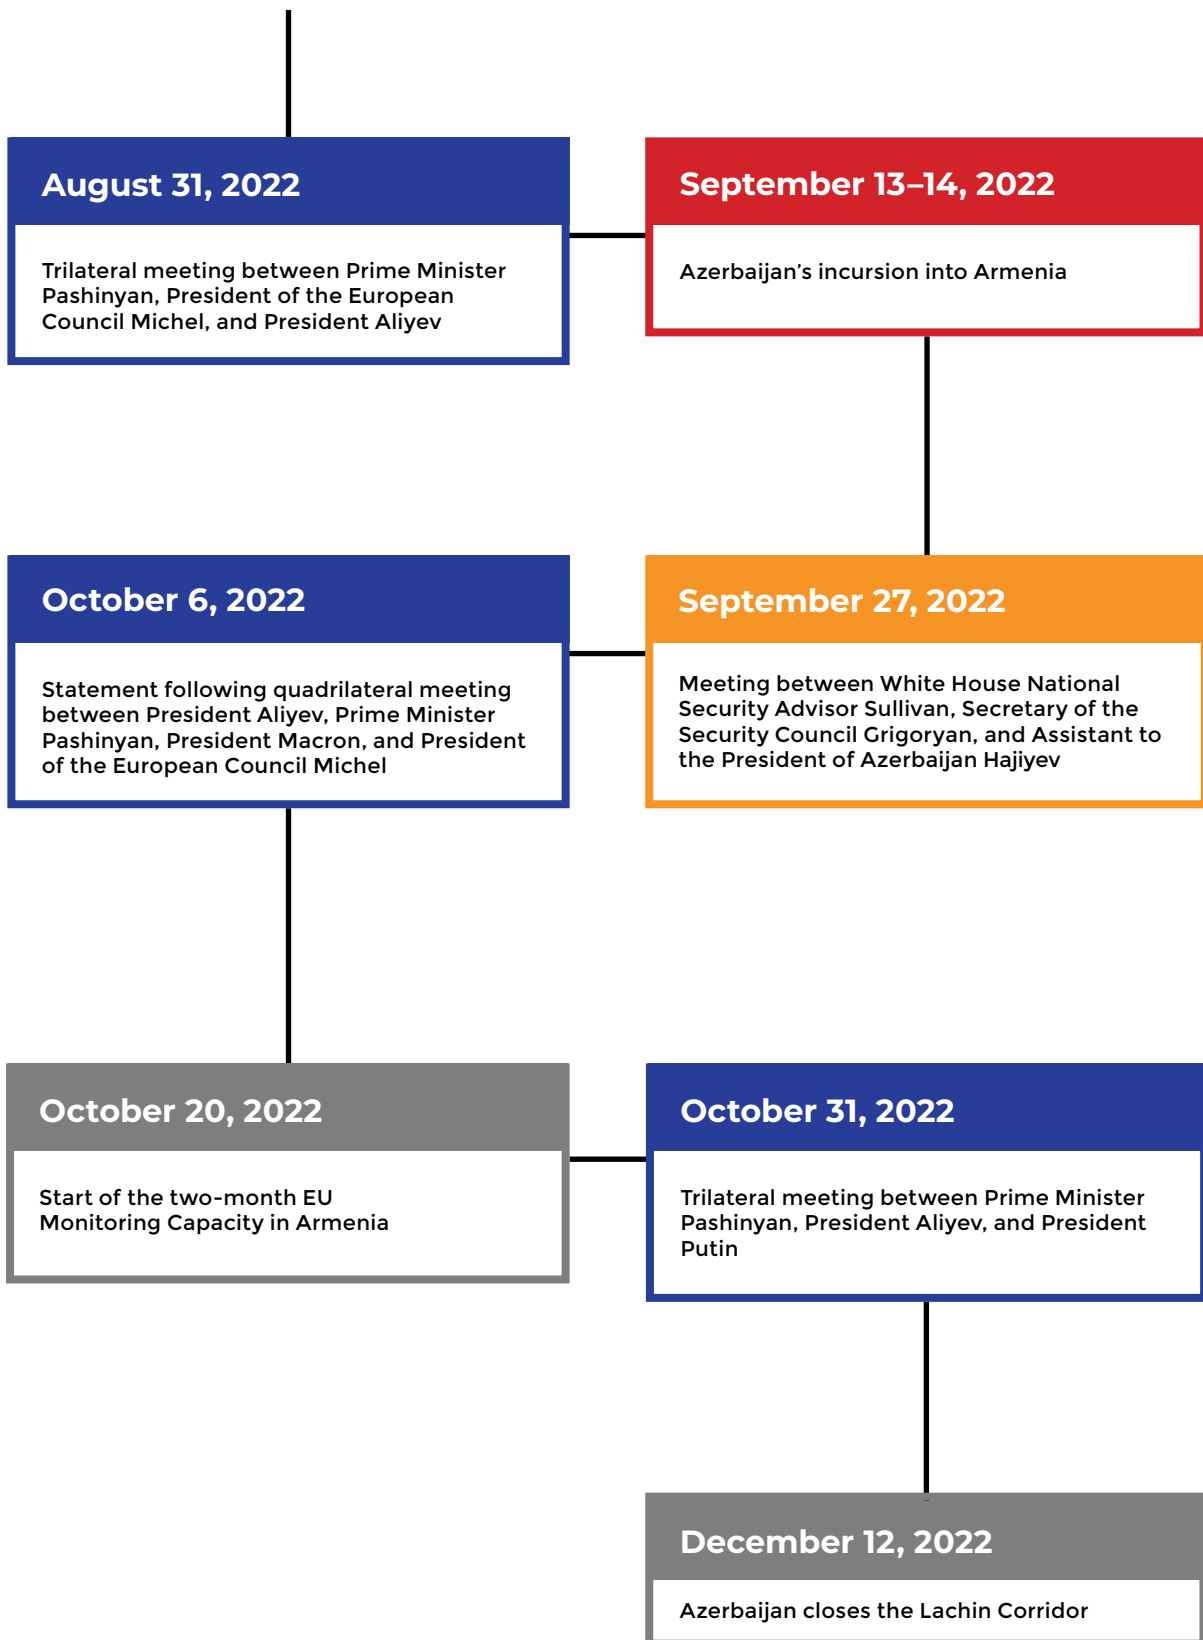 August 31, 2022
Trilateral meeting between Prime Minister
Pashinyan, President of the European
Council Michel, and President Aliyev
September 13–14, 2022
Azerbaijan’s incursion into Armenia
September 27, 2022
Meeting between White House National
Security Advisor Sullivan, Secretary of the
Security Council Grigoryan, and Assistant to
the President of Azerbaijan Hajiyev
October 6, 2022
Statement following quadrilateral meeting
between President Aliyev, Prime Minister
Pashinyan, President Macron, and President
of the European Council Michel
October 20, 2022
Start of the two-month EU
Monitoring Capacity in Armenia
October 31, 2022
Trilateral meeting between Prime Minister
Pashinyan, President Aliyev, and President
Putin
December 12, 2022
Azerbaijan closes the Lachin Corridor